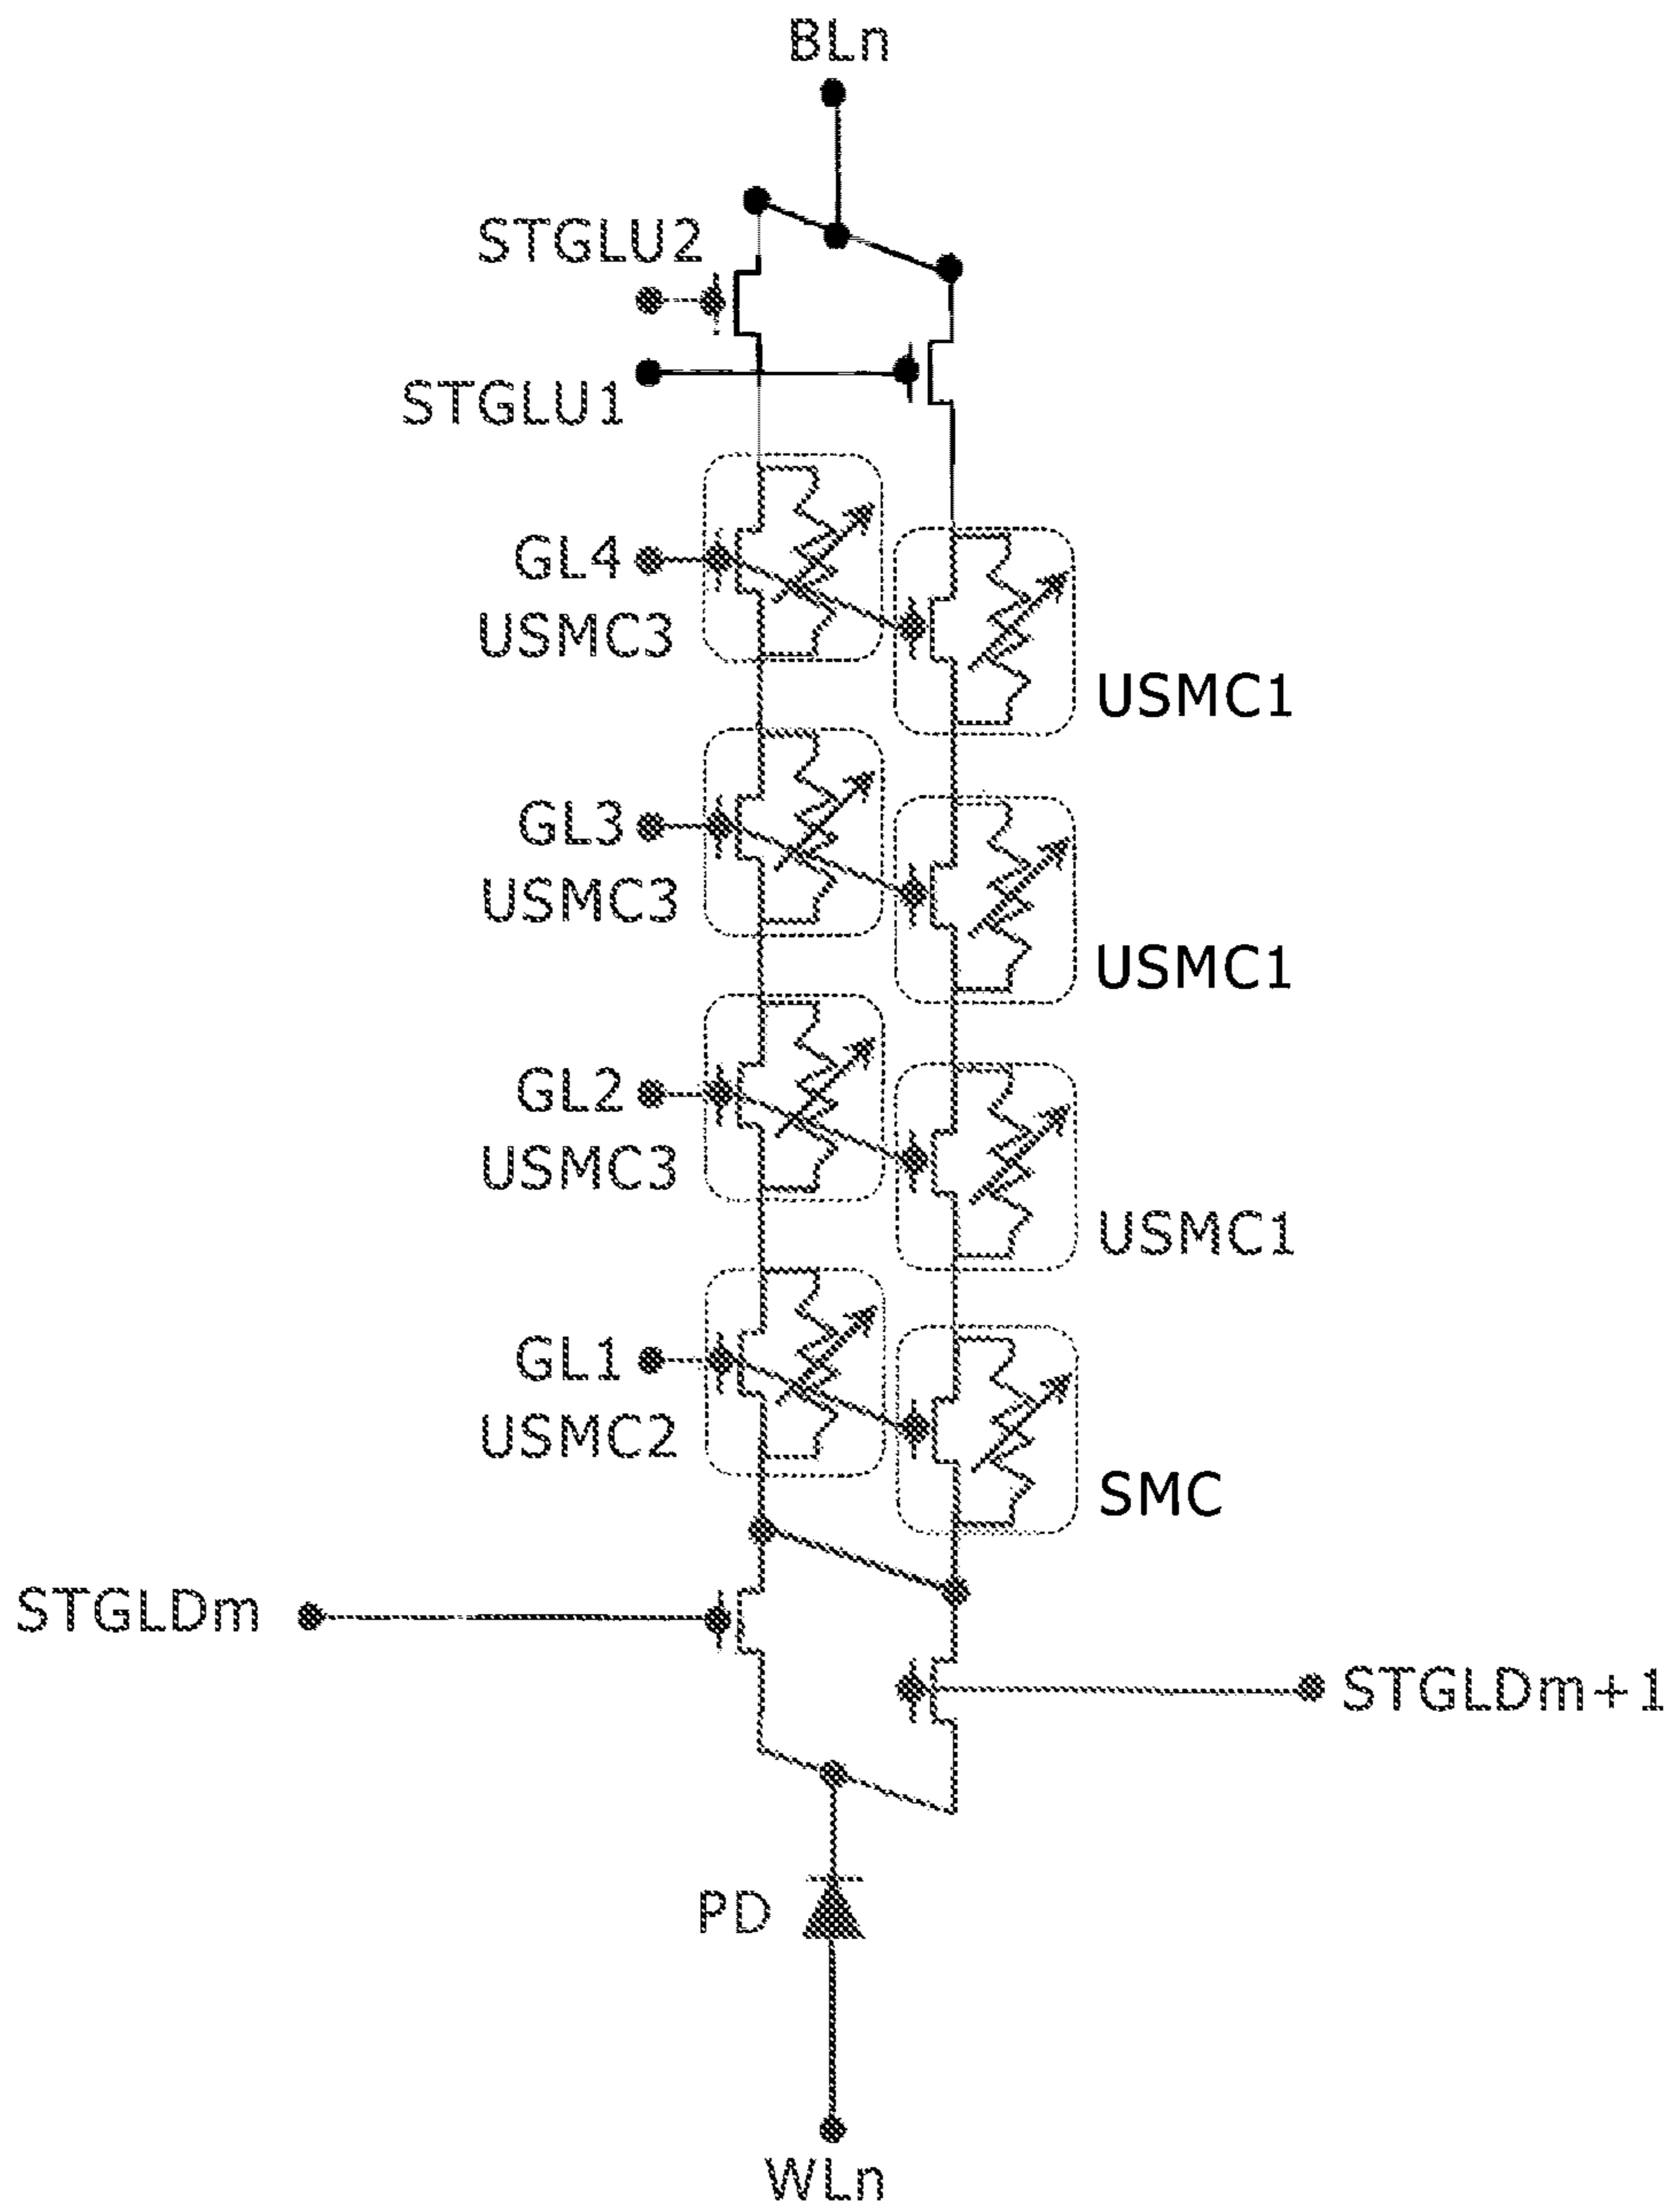 BLn
STGLU2
STGLU1
GL4
USMC3
USMC1
GL3
USMC3
USMC1
GL2
USMC3
USMC1
GL1
USMC2
SMC
STGLDm
STGLDm+1
PD
WLn